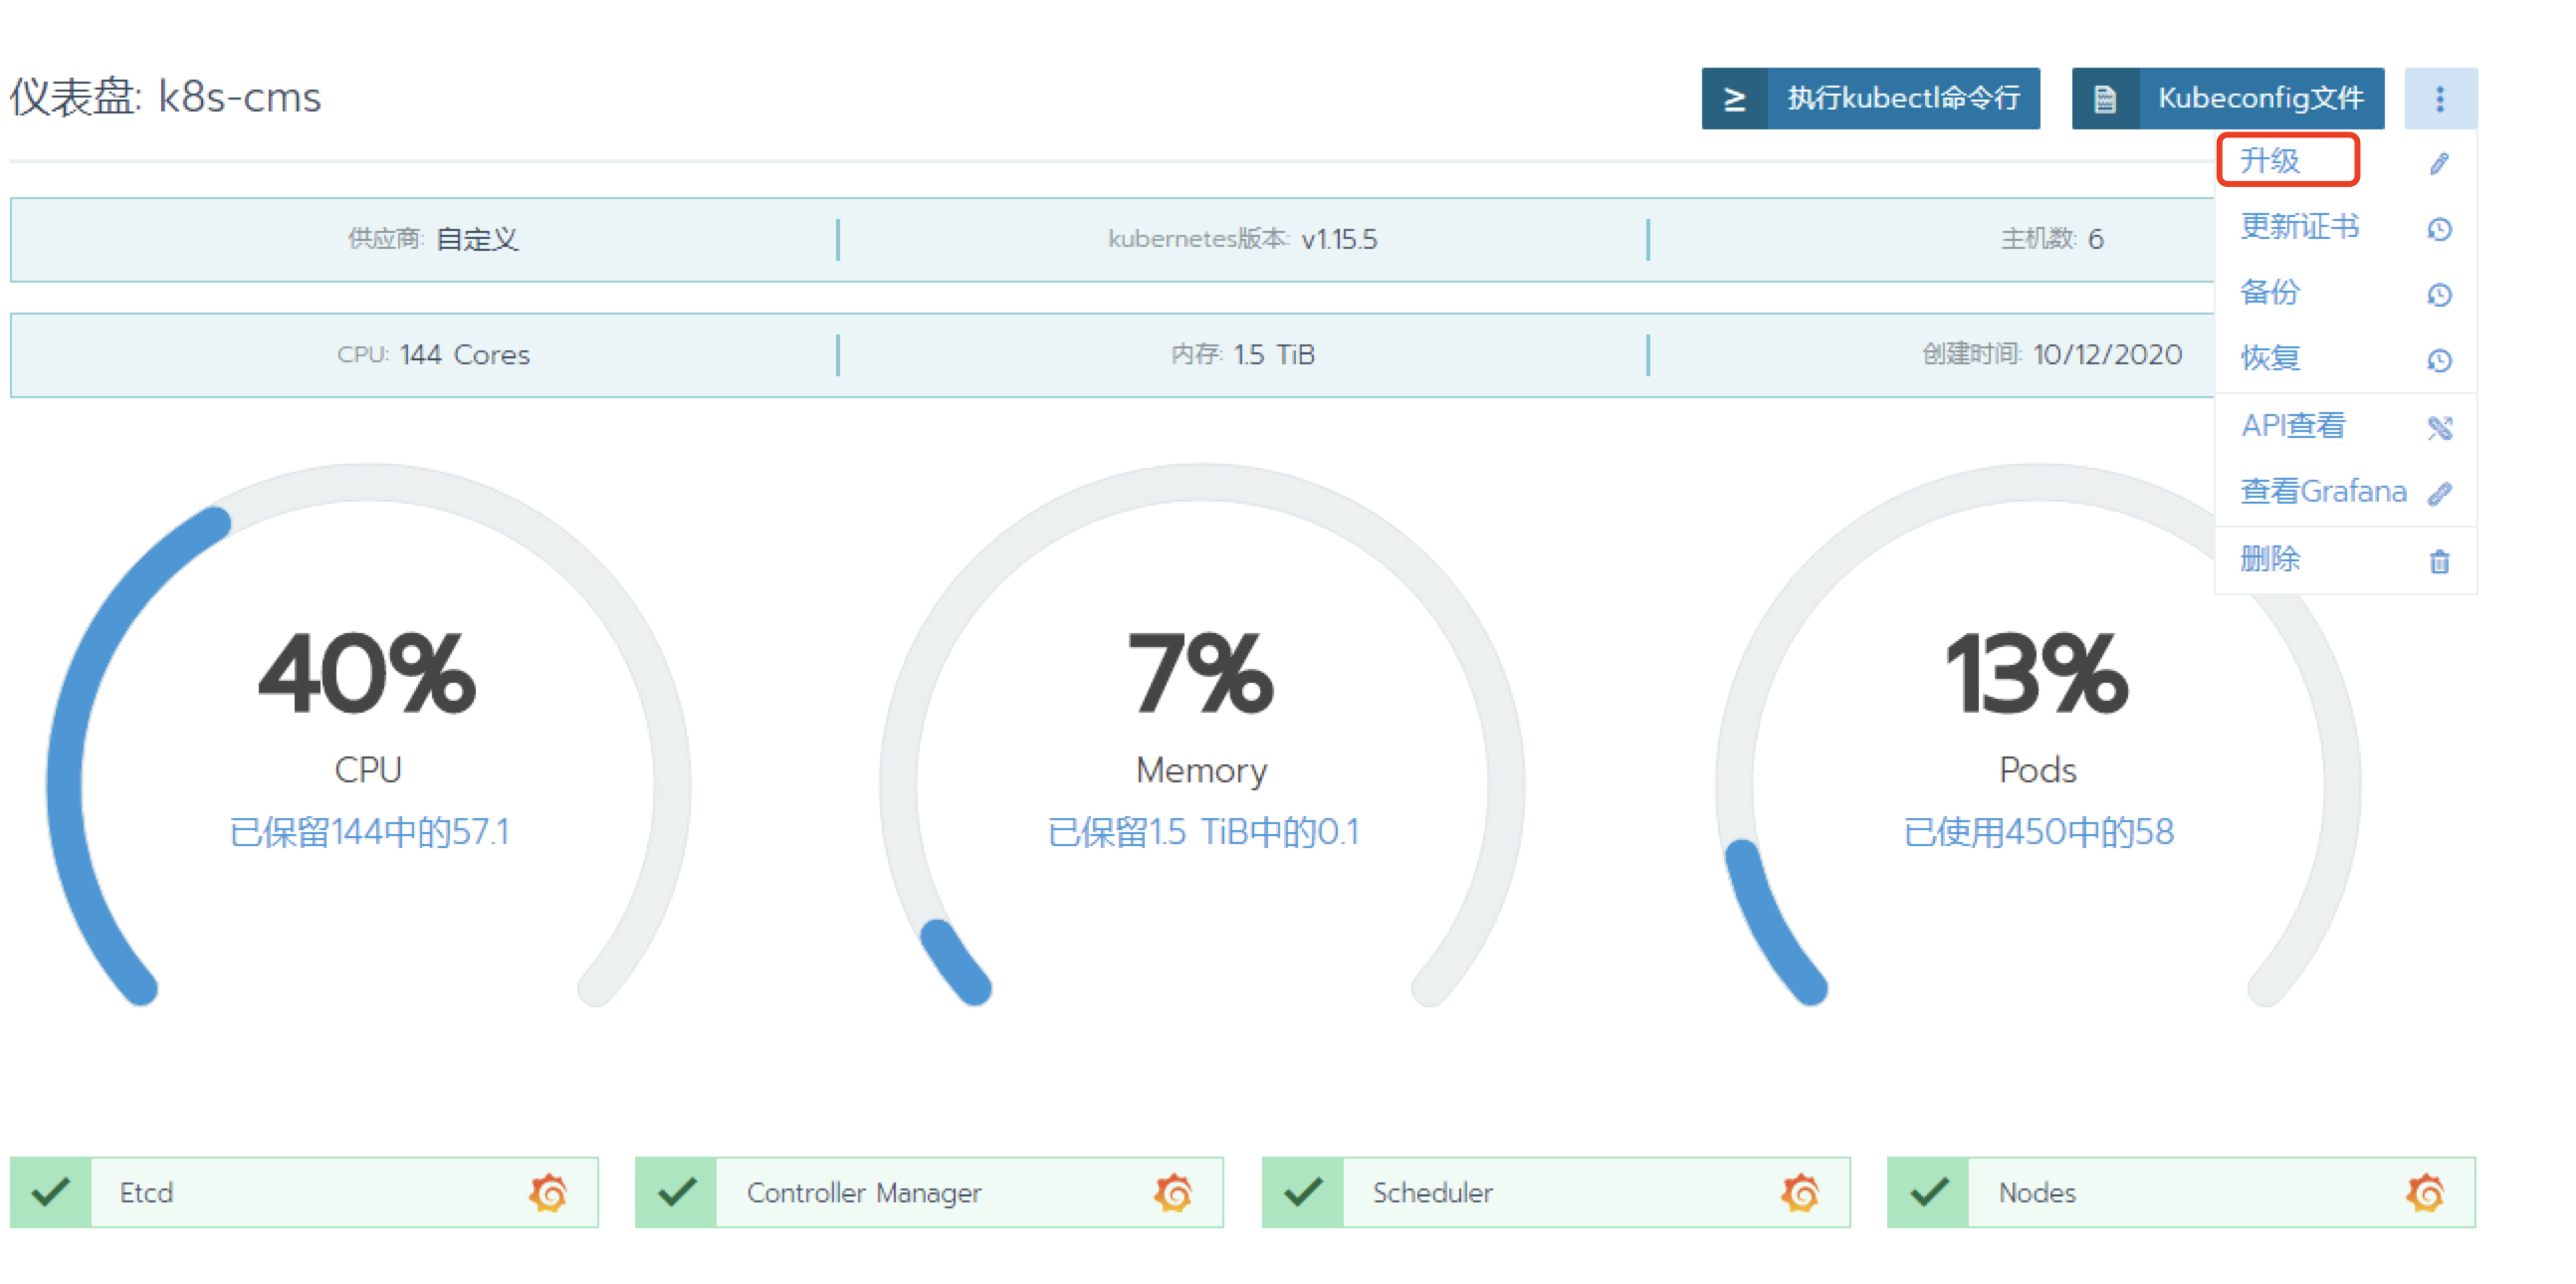 仪表盘: k8s-cms
执行kubectl命令行
Kubeconfig文件
升级
更新证书
备份
恢复
API查看
查看Grafana
删除
供应商: 自定义
kubernetes版本: v1.15.5
主机数: 6
CPU: 144 Cores
内存: 1.5 TiB
创建时间: 10/12/2020
40%
CPU
已保留144中的57.1
7%
Memory
已保留1.5 TiB中的0.1
13%
Pods
已使用450中的58
Etcd
Controller Manager
Scheduler
Nodes